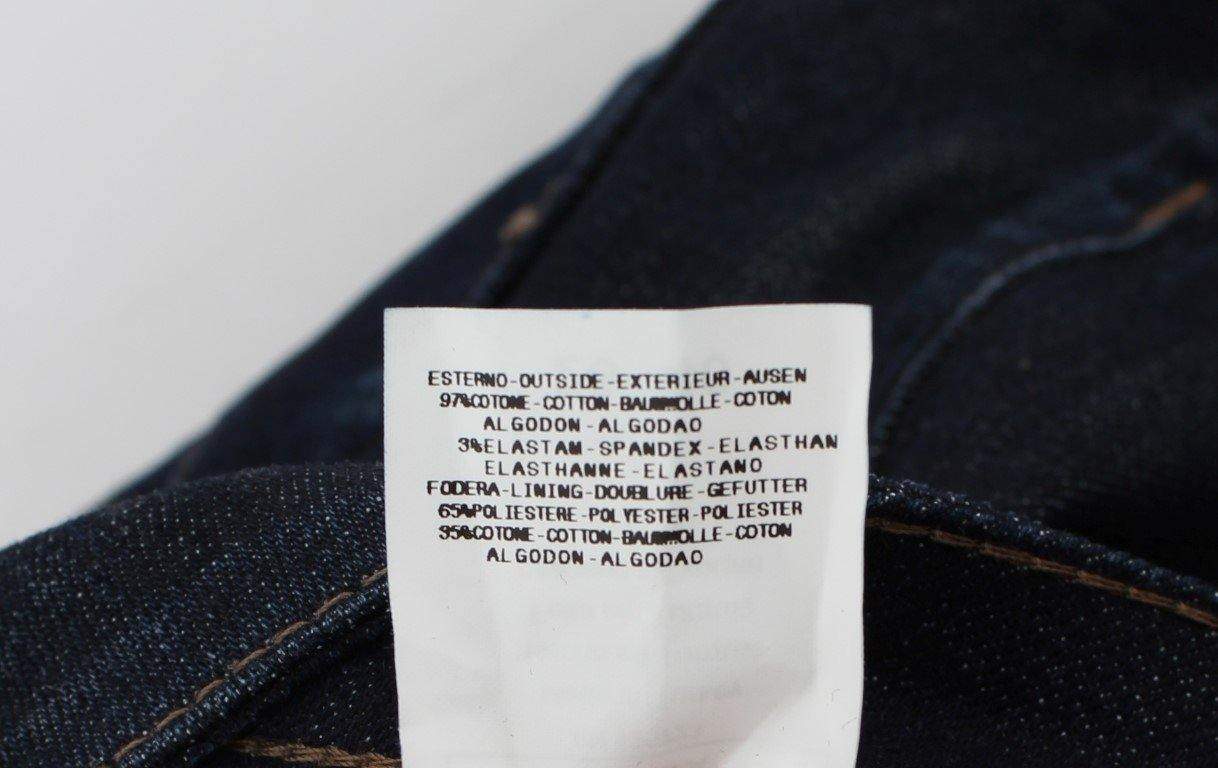 ESTERNO-OUTSIDE-EXTERIEUR-AUSEN
97%COTONE-COTTON-BAUMWOLLE-COTON
ALGODON-ALGODAO
3%ELASTAM-SPANDEX-ELASTHAN
ELASTHANNE-ELASTANO
FODERA-LINING-DOUBLURE-GEFUTTER
65%POLIESTERE-POLYESTER-POLIESTER
35%COTONE-COTTON-BAUMWOLLE-COTON
ALGODON-ALGODAO